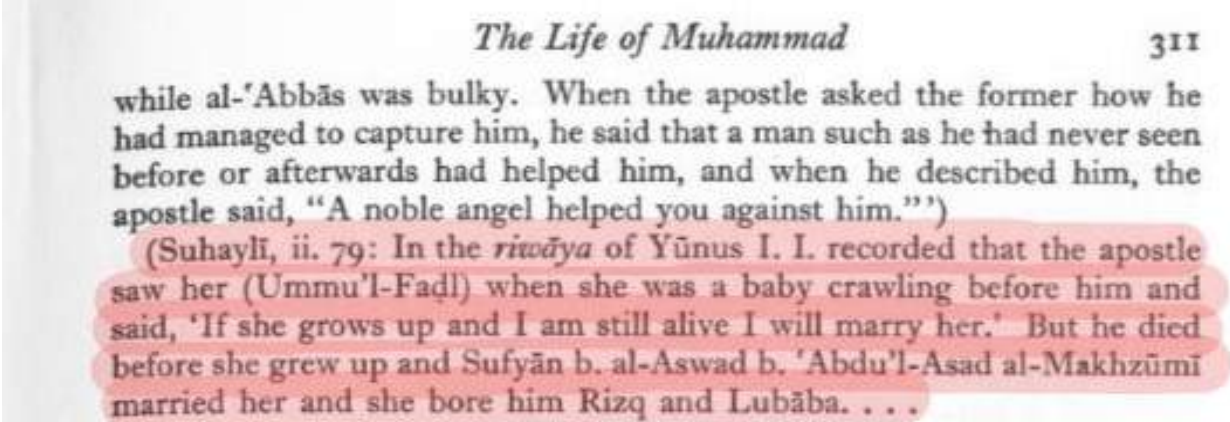 The Life of Muhammad 311
while al-ʿAbbās was bulky. When the apostle asked the former how he
had managed to capture him, he said that a man such as he had never seen
before or afterwards had helped him, and when he described him, the
apostle said, “A noble angel helped you against him.”’)
(Suhaylī, ii. 79: In the riwāya of Yūnus I. I. recorded that the apostle
saw her (Ummu’l-Faḍl) when she was a baby crawling before him and
said, ‘If she grows up and I am still alive I will marry her.’ But he died
before she grew up and Sufyān b. al-Aswad b. ʿAbdu’l-Asad al-Makhzūmī
married her and she bore him Rizq and Lubāba. . . .